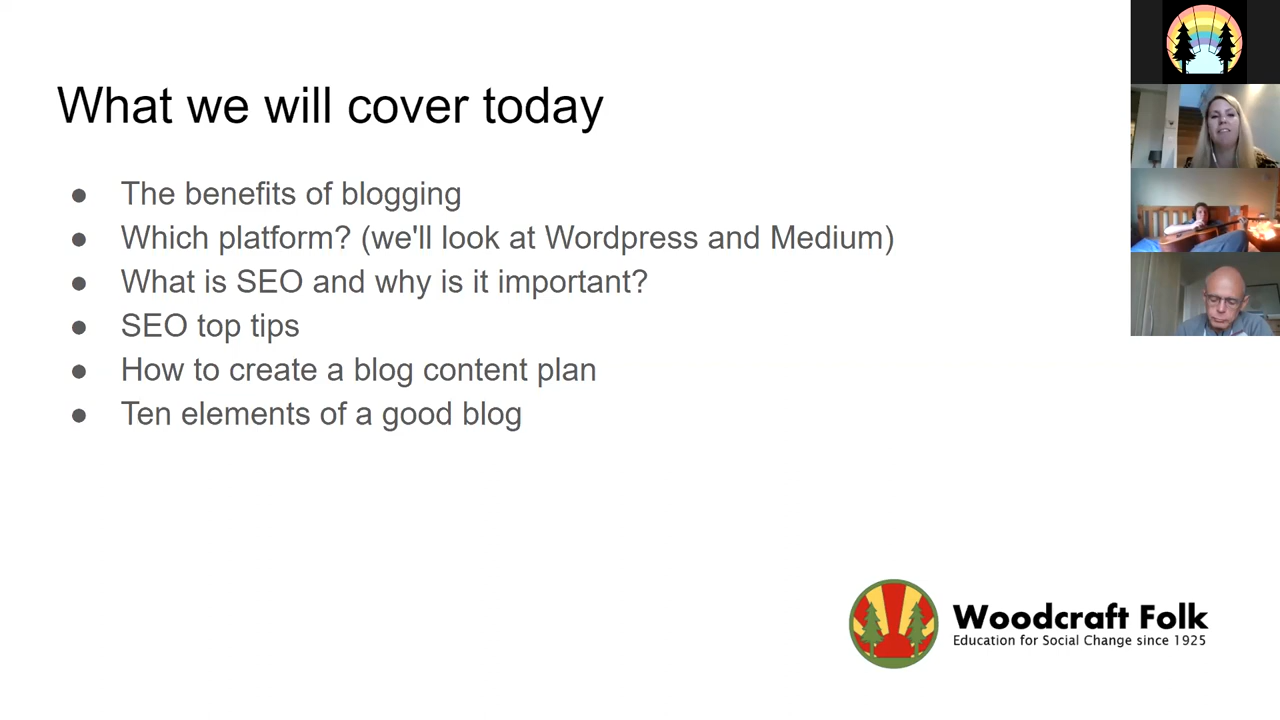 What we will cover today
● The benefits of blogging
● Which platform? (we'll look at Wordpress and Medium)
● What is SEO and why is it important?
● SEO top tips
● How to create a blog content plan
● Ten elements of a good blog
Woodcraft Folk
Education for Social Change since 1925